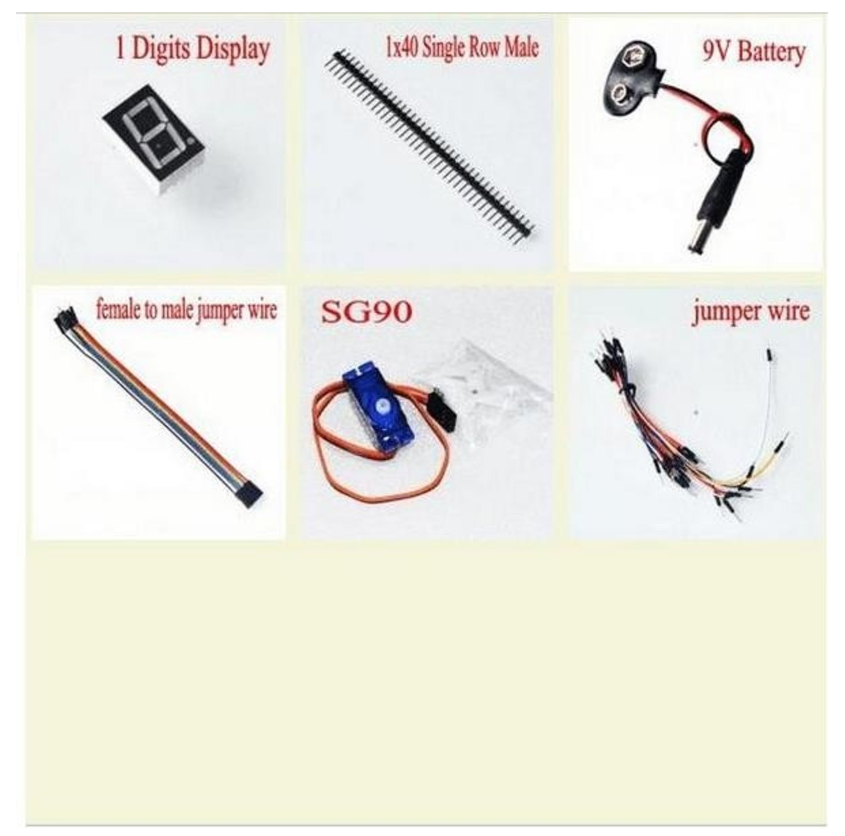 1 Digits Display
1x40 Single Row Male
9V Battery
female to male jumper wire
SG90
jumper wire